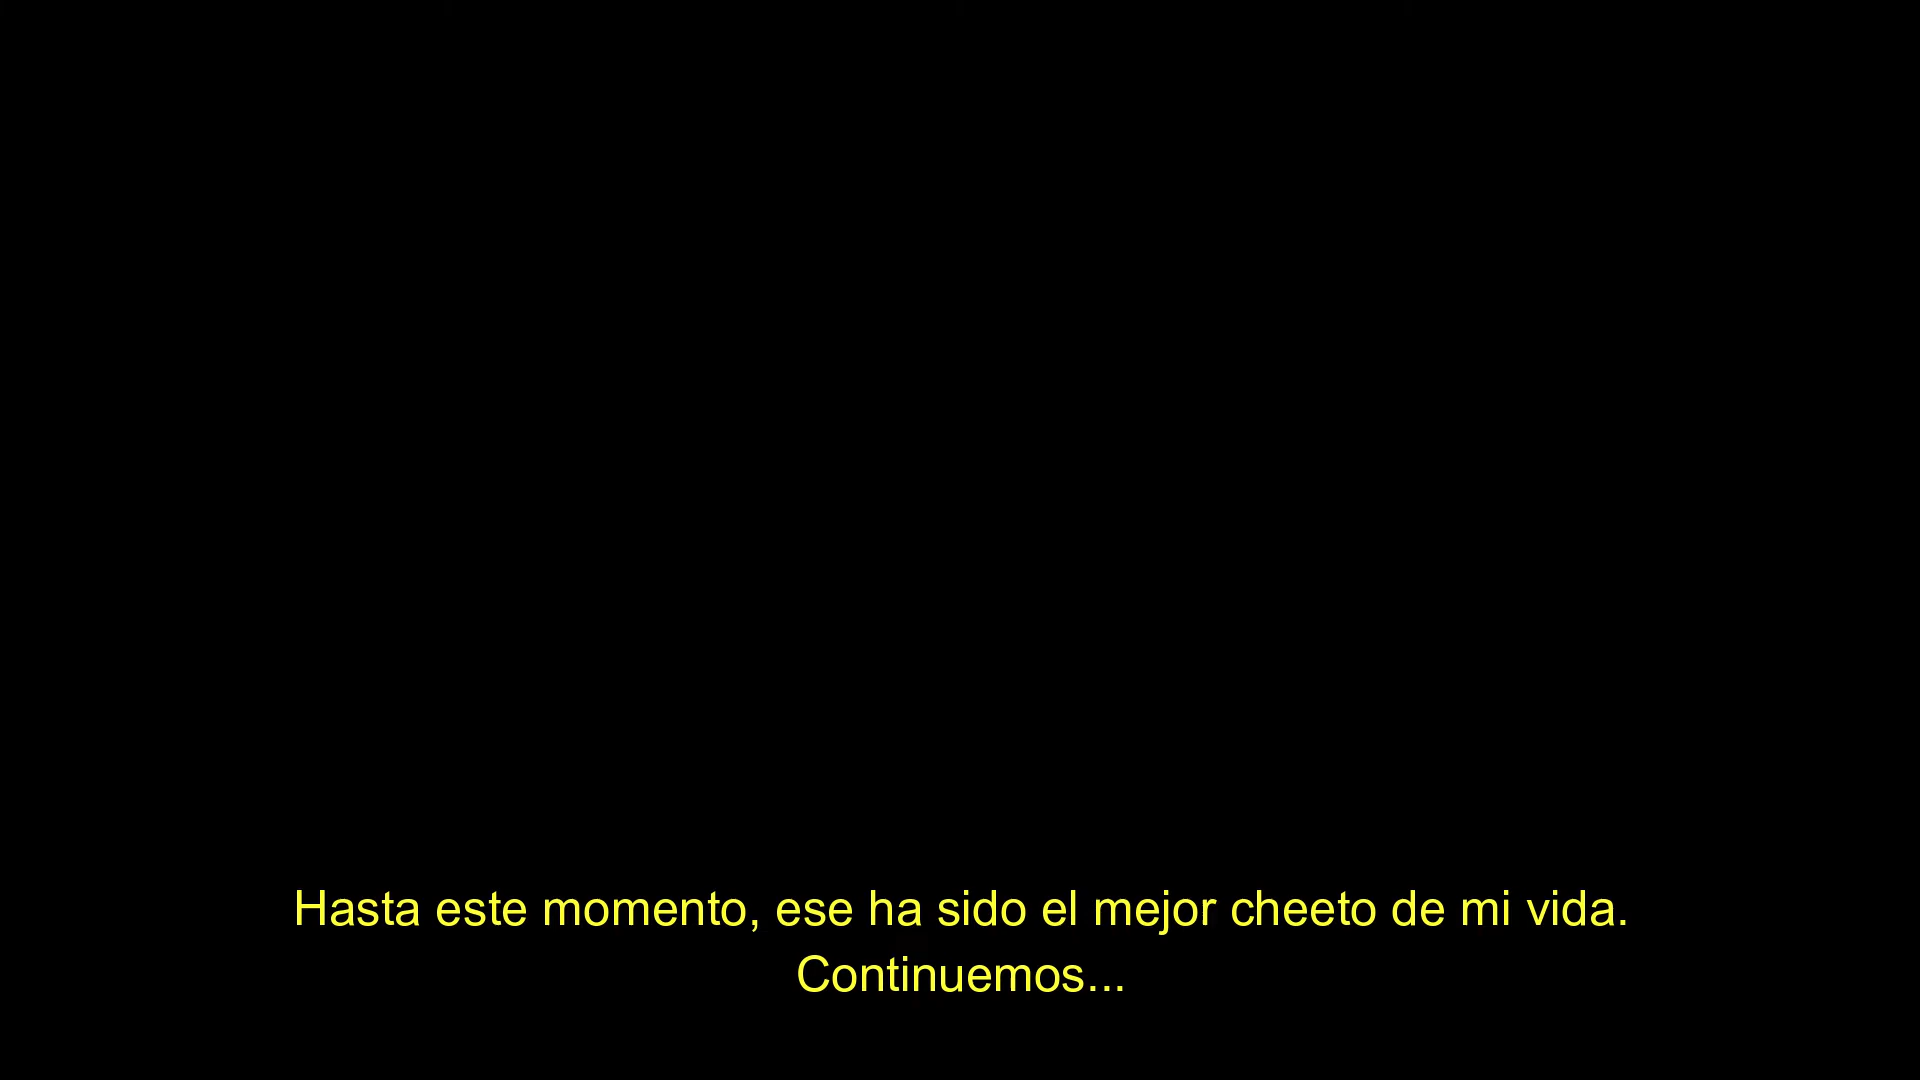 Hasta este momento, ese ha sido el mejor cheeto de mi vida.
Continuemos...